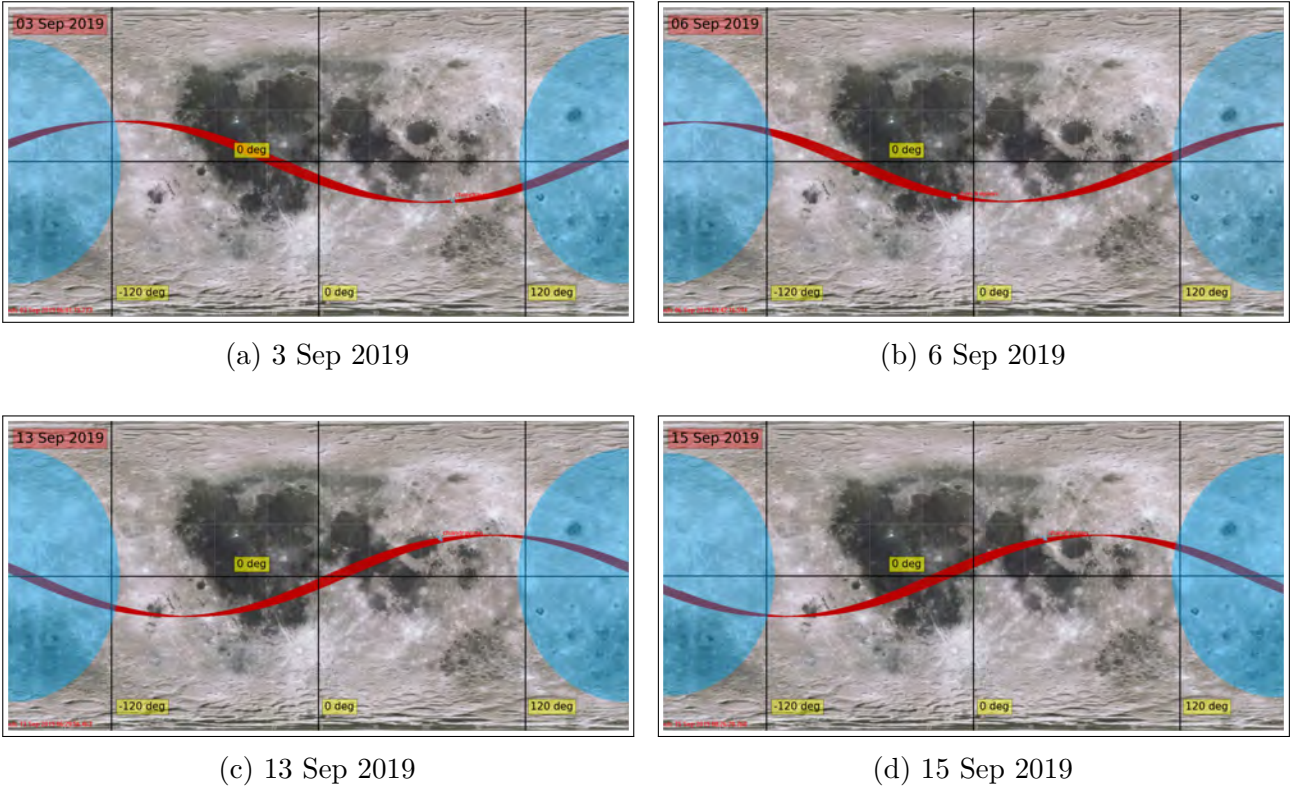 03 Sep 2019
0 deg
-120 deg
0 deg
120 deg
(a) 3 Sep 2019
06 Sep 2019
0 deg
-120 deg
0 deg
120 deg
(b) 6 Sep 2019
13 Sep 2019
0 deg
-120 deg
0 deg
120 deg
(c) 13 Sep 2019
15 Sep 2019
0 deg
-120 deg
0 deg
120 deg
(d) 15 Sep 2019